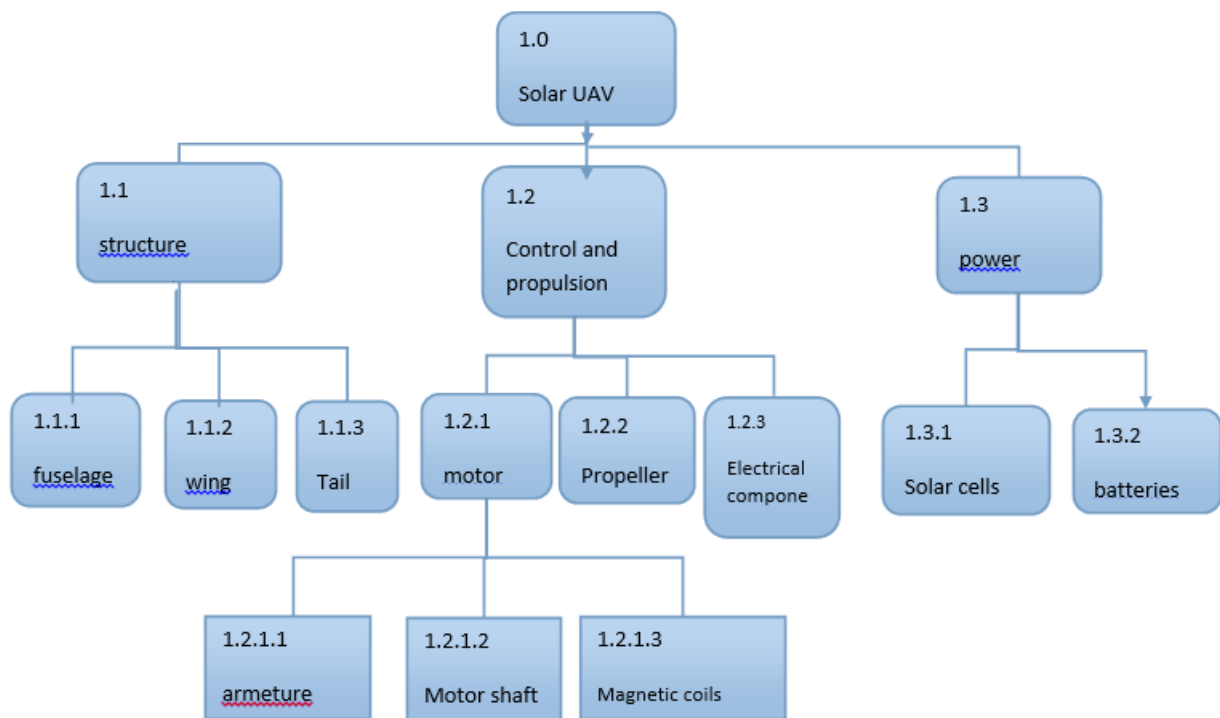 1.0
Solar UAV
1.1
structure
1.2
Control and
propulsion
1.3
power
1.1.1
fuselage
1.1.2
wing
1.1.3
Tail
1.2.1
motor
1.2.2
Propeller
1.2.3
Electrical
compone
1.3.1
Solar cells
1.3.2
batteries
1.2.1.1
armeture
1.2.1.2
Motor shaft
1.2.1.3
Magnetic coils